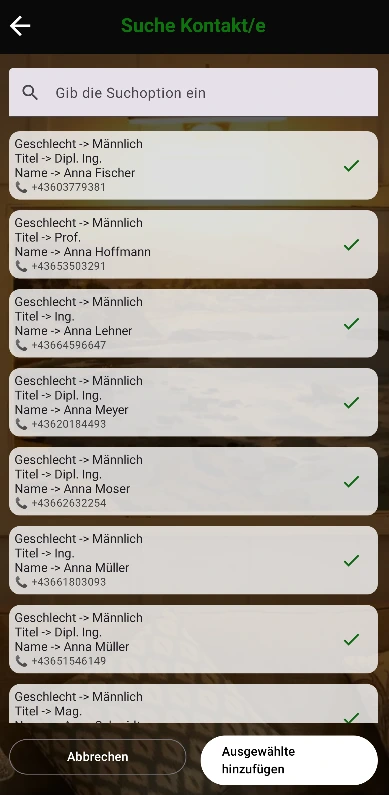 Suche Kontakt/e
Gib die Suchoption ein
Geschlecht -> Männlich
Titel -> Dipl. Ing.
Name -> Anna Fischer
+43603779381
Geschlecht -> Männlich
Titel -> Prof.
Name -> Anna Hoffmann
+43653503291
Geschlecht -> Männlich
Titel -> Ing.
Name -> Anna Lehner
+43664596647
Geschlecht -> Männlich
Titel -> Dipl. Ing.
Name -> Anna Meyer
+43620184493
Geschlecht -> Männlich
Titel -> Dipl. Ing.
Name -> Anna Moser
+43662632254
Geschlecht -> Männlich
Titel -> Ing.
Name -> Anna Müller
+43661803093
Geschlecht -> Männlich
Titel -> Dipl. Ing.
Name -> Anna Müller
+43651546149
Geschlecht -> Männlich
Titel -> Mag.
Abbrechen
Ausgewählte
hinzufügen